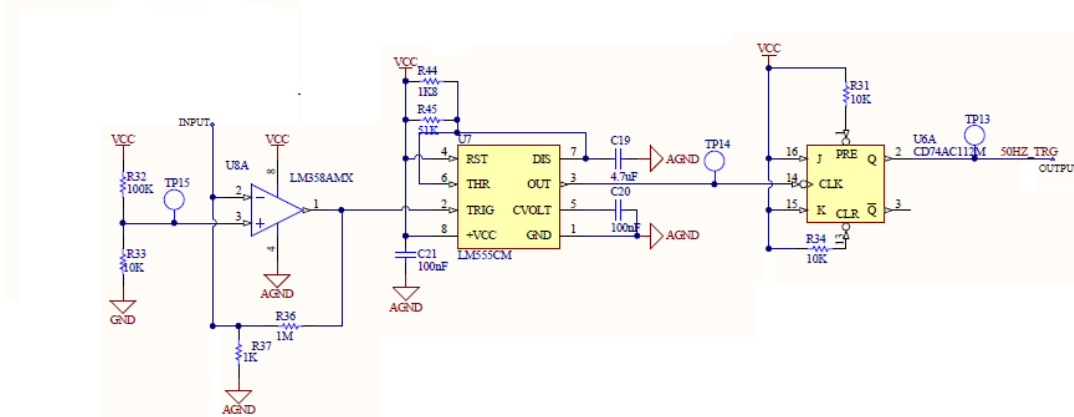 INPUT
VCC
R32
100K
R33
10K
GND
TP15
U8A
VCC
8
LM358AMX
2
3
1
4
AGND
R36
1M
R37
1K
AGND
VCC
R44
1K8
R45
51K
U7
4 RST DIS 7
6 THR OUT 3
2 TRIG CVOLT 5
8 +VCC GND 1
LM555CM
C21
100nF
AGND
C19
4.7uF
AGND
C20
100nF
AGND
TP14
VCC
R31
10K
U6A
CD74AC112M
PRE
16 J Q 2
14 CLK
15 K Q 3
CLR
13
R34
10K
TP13
50HZ_TRG
OUTPUT